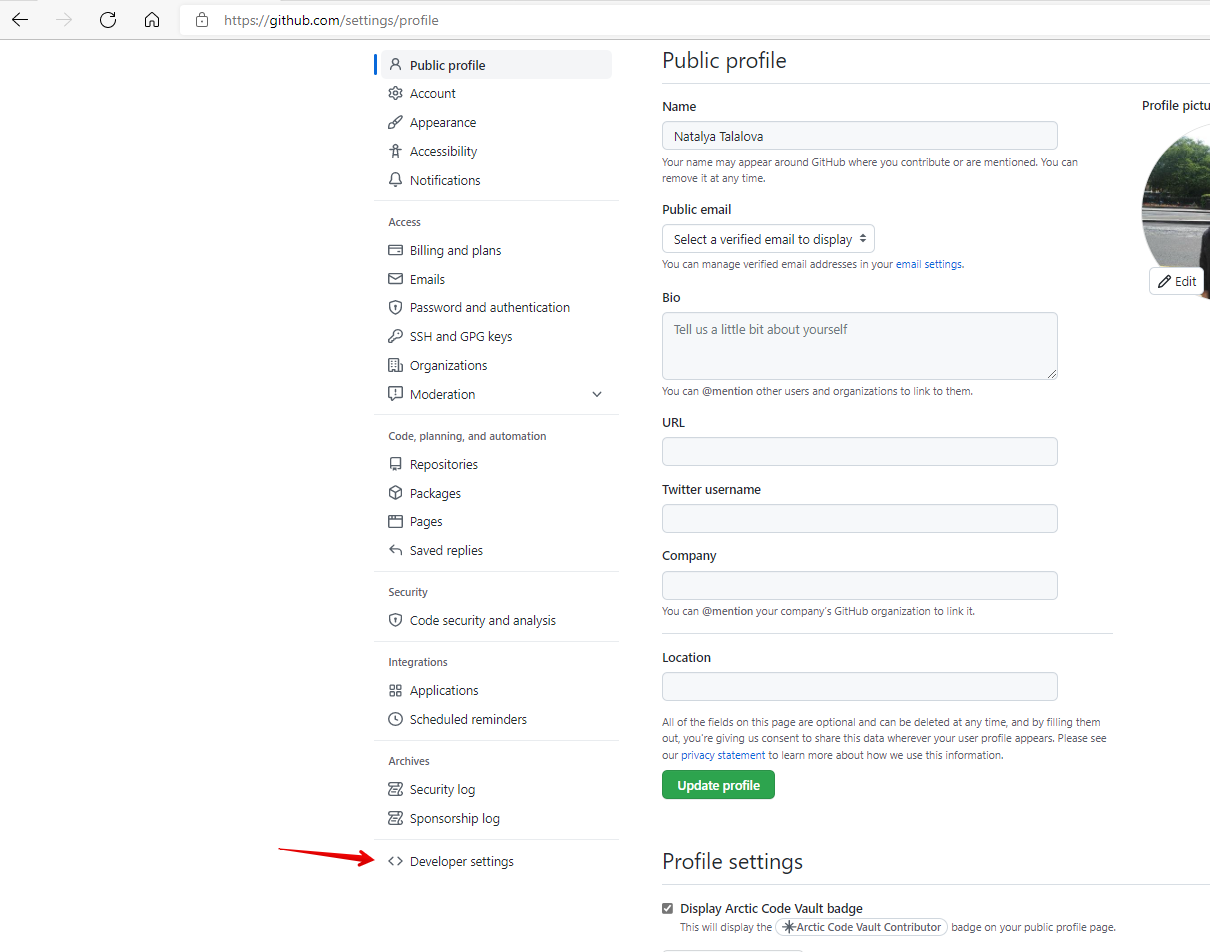 https://github.com/settings/profile
Public profile
Account
Appearance
Accessibility
Notifications
Access
Billing and plans
Emails
Password and authentication
SSH and GPG keys
Organizations
Moderation
Code, planning, and automation
Repositories
Packages
Pages
Saved replies
Security
Code security and analysis
Integrations
Applications
Scheduled reminders
Archives
Security log
Sponsorship log
Developer settings
Public profile
Name
Natalya Talalova
Your name may appear around GitHub where you contribute or are mentioned. You can
remove it at any time.
Public email
Select a verified email to display
You can manage verified email addresses in your email settings.
Bio
Tell us a little bit about yourself
You can @mention other users and organizations to link to them.
URL
Twitter username
Company
You can @mention your company's GitHub organization to link it.
Location
All of the fields on this page are optional and can be deleted at any time, and by filling them
out, you're giving us consent to share this data wherever your user profile appears. Please see
our privacy statement to learn more about how we use this information.
Update profile
Profile settings
Display Arctic Code Vault badge
This will display the Arctic Code Vault Contributor badge on your public profile page.
Profile pictu
Edit